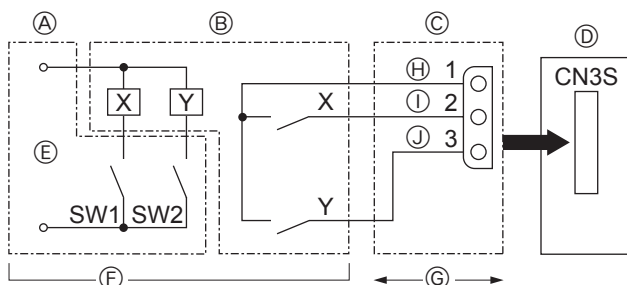 Ⓐ Ⓑ Ⓒ Ⓓ
CN3S
Ⓗ 1
X Y X Ⓘ 2
Ⓙ 3
Ⓔ
Y
SW1 SW2
Ⓕ Ⓖ